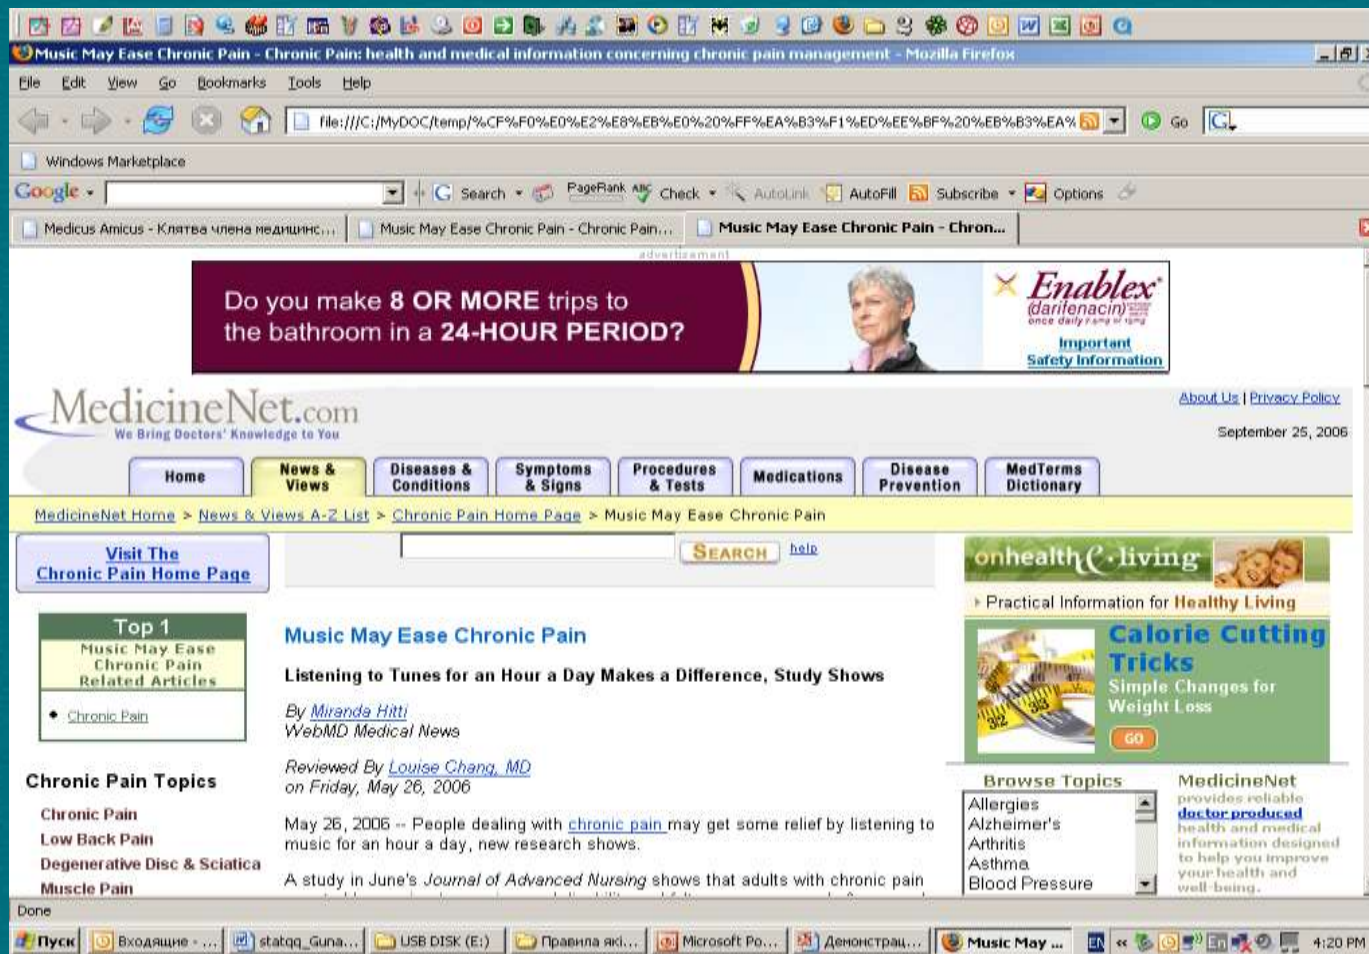 Music May Ease Chronic Pain - Chronic Pain: health and medical information concerning chronic pain management - Mozilla Firefox
File Edit View Go Bookmarks Tools Help
file:///C:/MyDOC/temp/%CF%F0%E0%E2%E8%EB%E0%20%FF%EA%B3%F1%ED%EE%BF%20%EB%B3%EA% Go
Windows Marketplace
Google Search PageRank ABC Check AutoLink AutoFill Subscribe Options
Medicus Amicus - Клятва члена медицинс... Music May Ease Chronic Pain - Chronic Pain... Music May Ease Chronic Pain - Chron...
advertisement
Do you make 8 OR MORE trips to
the bathroom in a 24-HOUR PERIOD?
Enablex
(darifenacin)
once daily
Important
Safety Information
MedicineNet.com
We Bring Doctors' Knowledge to You
About Us | Privacy Policy
September 25, 2006
Home News & Views Diseases & Conditions Symptoms & Signs Procedures & Tests Medications Disease Prevention MedTerms Dictionary
MedicineNet Home > News & Views A-Z List > Chronic Pain Home Page > Music May Ease Chronic Pain
Visit The
Chronic Pain Home Page
Top 1
Music May Ease
Chronic Pain
Related Articles
Chronic Pain
Chronic Pain Topics
Chronic Pain
Low Back Pain
Degenerative Disc & Sciatica
Muscle Pain
SEARCH help
Music May Ease Chronic Pain
Listening to Tunes for an Hour a Day Makes a Difference, Study Shows
By Miranda Hitti
WebMD Medical News
Reviewed By Louise Chang, MD
on Friday, May 26, 2006
May 26, 2006 -- People dealing with chronic pain may get some relief by listening to
music for an hour a day, new research shows.
A study in June's Journal of Advanced Nursing shows that adults with chronic pain
onhealth e-living
Practical Information for Healthy Living
Calorie Cutting
Tricks
Simple Changes for
Weight Loss
GO
Browse Topics
Allergies
Alzheimer's
Arthritis
Asthma
Blood Pressure
MedicineNet
provides reliable
doctor produced
health and medical
information designed
to help you improve
your health and
well-being.
Done
Пуск Входящие - ... statqq_Guna... USB DISK (E:) Правила які... Microsoft Po... Демонстрац... Music May ... EN En 4:20 PM